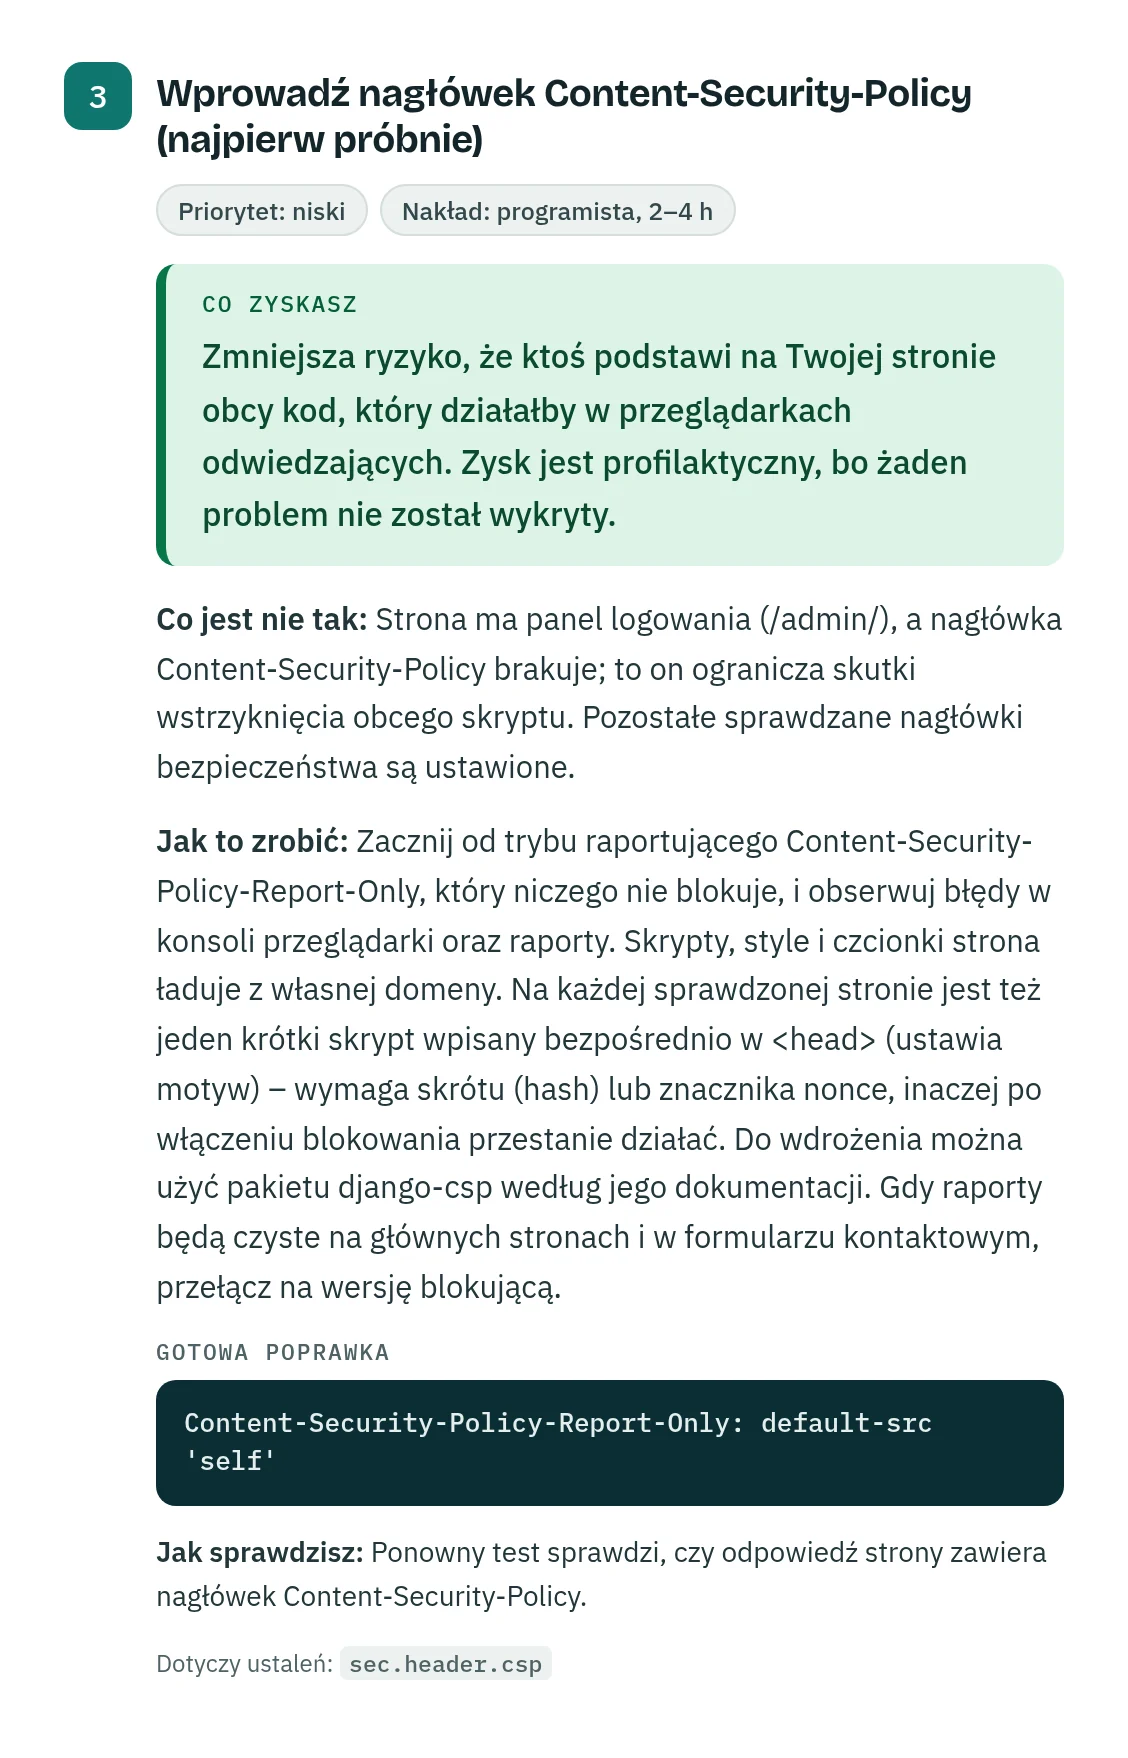 3
Wprowadź nagłówek Content-Security-Policy
(najpierw próbnie)
Priorytet: niski
Nakład: programista, 2–4 h
CO ZYSKASZ
Zmniejsza ryzyko, że ktoś podstawi na Twojej stronie
obcy kod, który działałby w przeglądarkach
odwiedzających. Zysk jest profilaktyczny, bo żaden
problem nie został wykryty.
Co jest nie tak: Strona ma panel logowania (/admin/), a nagłówka
Content-Security-Policy brakuje; to on ogranicza skutki
wstrzyknięcia obcego skryptu. Pozostałe sprawdzane nagłówki
bezpieczeństwa są ustawione.
Jak to zrobić: Zacznij od trybu raportującego Content-Security-
Policy-Report-Only, który niczego nie blokuje, i obserwuj błędy w
konsoli przeglądarki oraz raporty. Skrypty, style i czcionki strona
ładuje z własnej domeny. Na każdej sprawdzonej stronie jest też
jeden krótki skrypt wpisany bezpośrednio w <head> (ustawia
motyw) – wymaga skrótu (hash) lub znacznika nonce, inaczej po
włączeniu blokowania przestanie działać. Do wdrożenia można
użyć pakietu django-csp według jego dokumentacji. Gdy raporty
będą czyste na głównych stronach i w formularzu kontaktowym,
przełącz na wersję blokującą.
GOTOWA POPRAWKA
Content-Security-Policy-Report-Only: default-src
'self'
Jak sprawdzisz: Ponowny test sprawdzi, czy odpowiedź strony zawiera
nagłówek Content-Security-Policy.
Dotyczy ustaleń: sec.header.csp